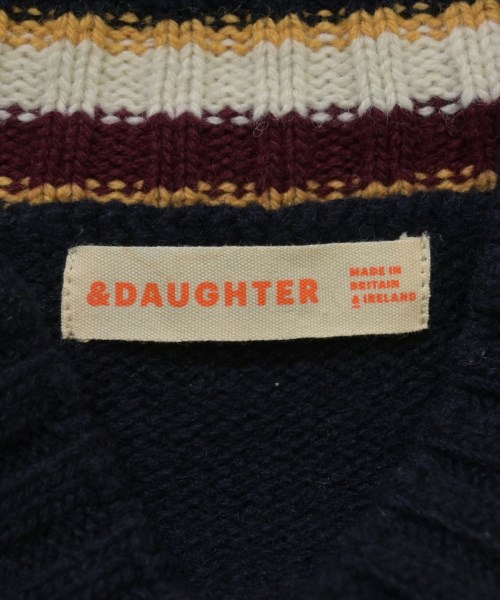 &DAUGHTER
MADE IN
BRITAIN
& IRELAND